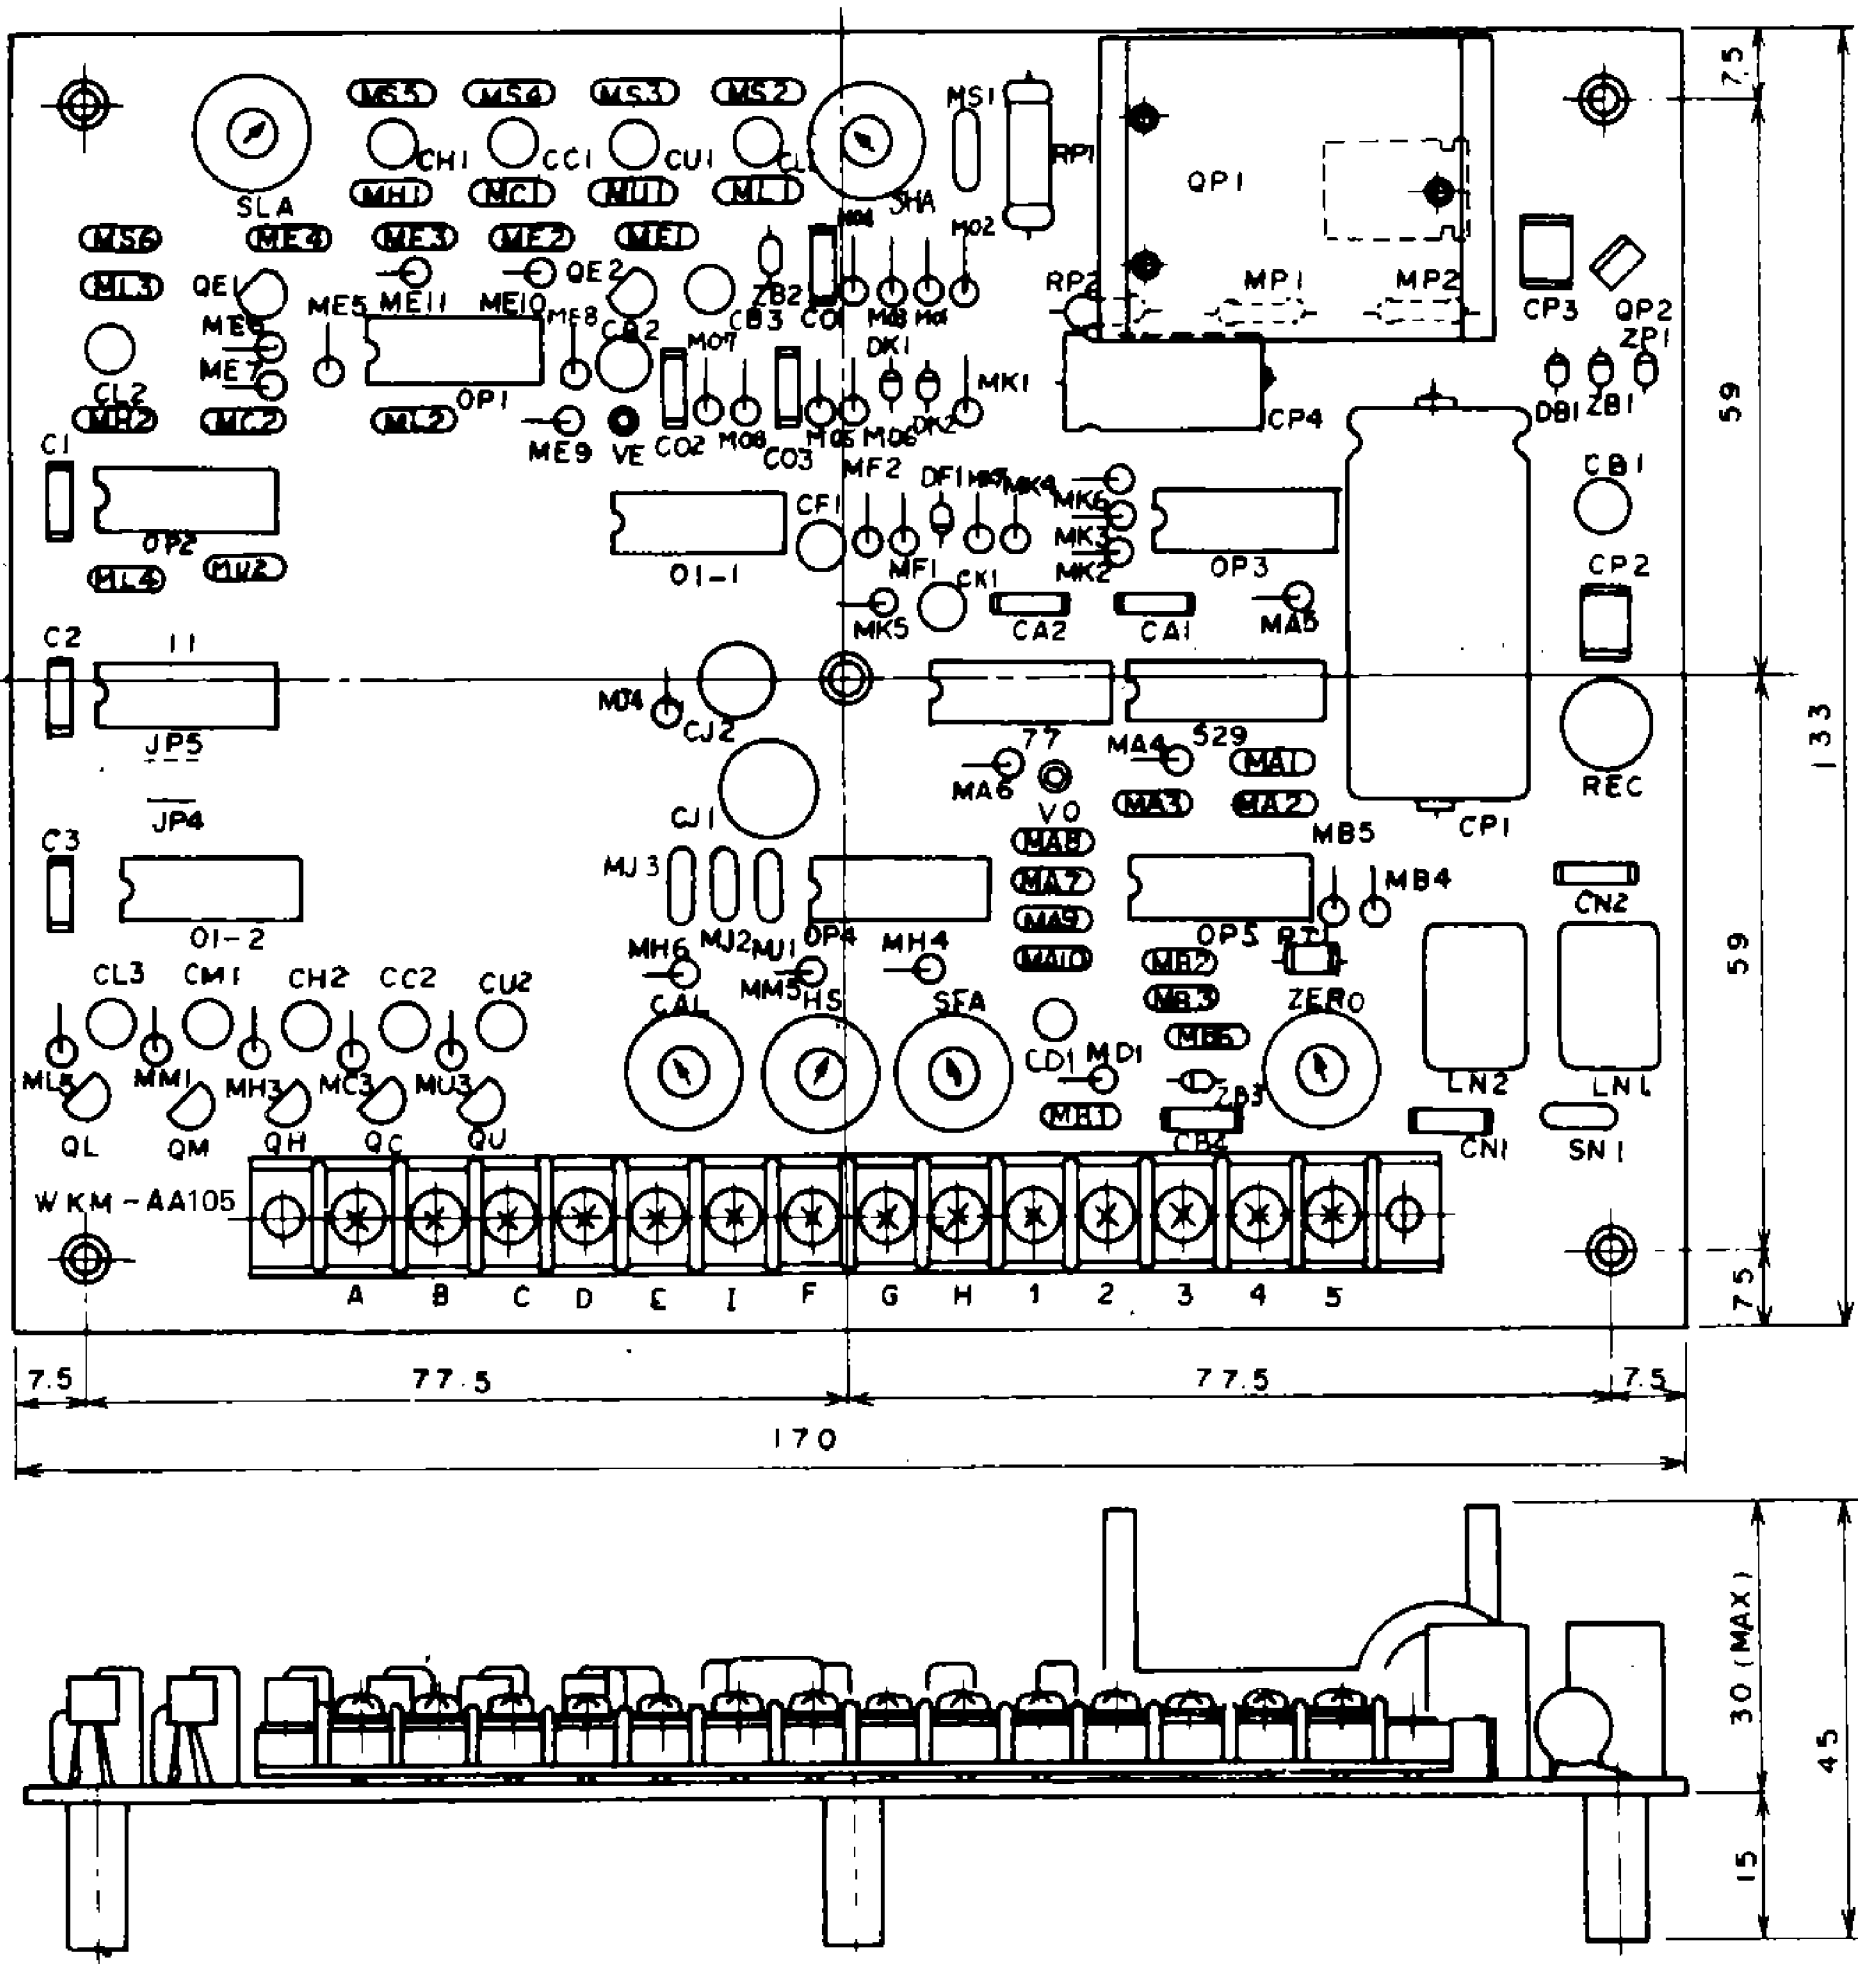 MS5 MS4 MS3 MS2 MS1
7.5
CH1 CC1 CU1 RP1
QP1
MH1 MC1 MU1 ML1
SLA SHA
MS6 ME4 ME3 ME2 ME1 MO2
QE1 QE2 RP2 MP1 MP2
ML3 ME5 ME11 ME10 ME8 CB3 ZB2 CP3 QP2
ME6 MO7 DK1 ZP1
ME7 MK1
CL2 OP1 CP4 DB1 ZB1 59
MH2 MC2 ML2
C1 ME9 VE CO2 MO8 CO3 MO5 MO6 DK2
MF2 DF1 MK4 CB1
CF1 MK6
OP2 MK3
ML4 MU2 O1-1 MF1 CK1 MK2 OP3 CP2
C2 I1 MK5 CA2 CA1 MA5
MJ4
JP5 CJ2 77 MA4 529 MA1 133
MA6 REC
JP4 CJ1 VO MA3 MA2 CP1
C3 MA8 MB5
MJ3 MA7 MB4
MA9 CN2
O1-2 MH6 MJ2 MJ1 OP4 MH4 OP5 59
CL3 CM1 CH2 CC2 CU2 MA10 MB2
MM5 HS MB3
CAL SFA ZERO
MB6
CD1 MD1
ML5 MM1 MH3 MC3 MU3 LN2 LN1
ZB3
MB1
QL QM QH QC QU CB4 CN1 SN1
WKM-AA105
7.5
A B C D E I F G H 1 2 3 4 5
7.5 77.5 77.5 7.5
170
30 (MAX)
45
15